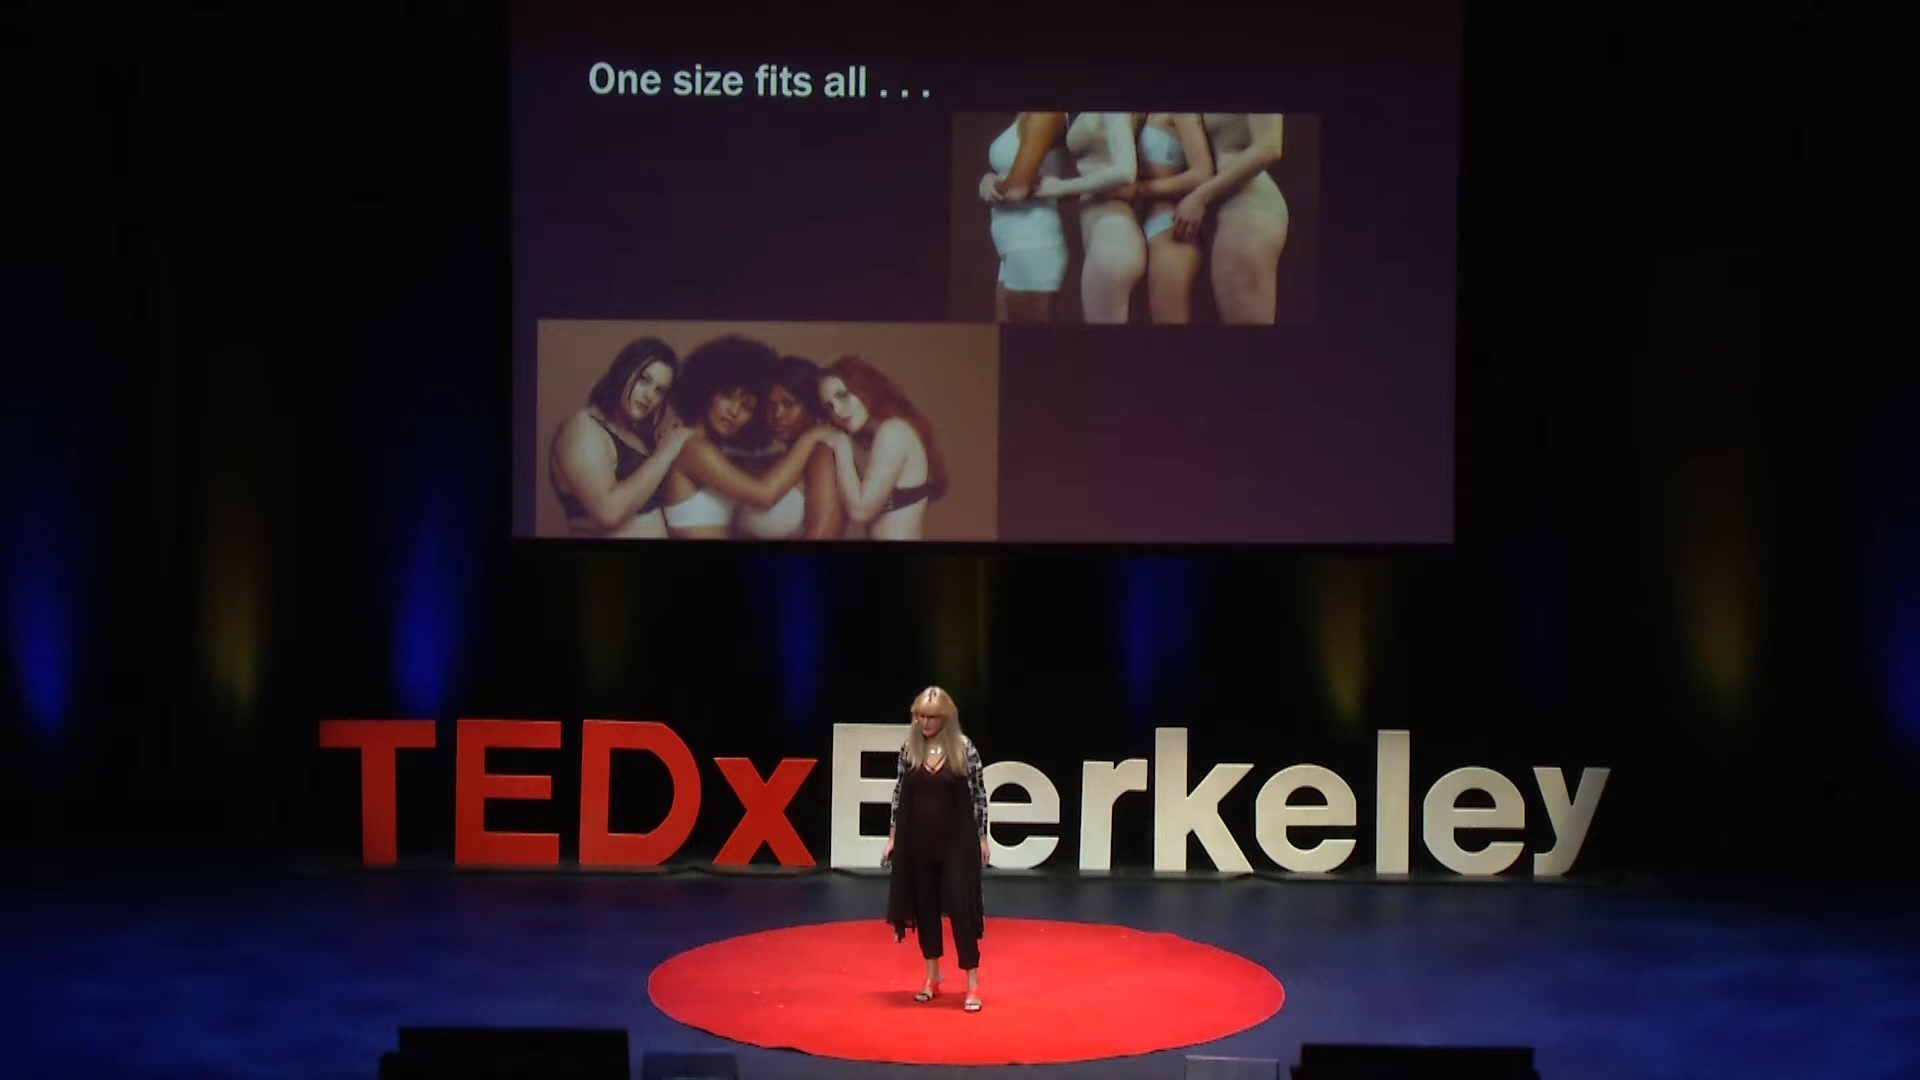 One size fits all . . .
TEDxBerkeley